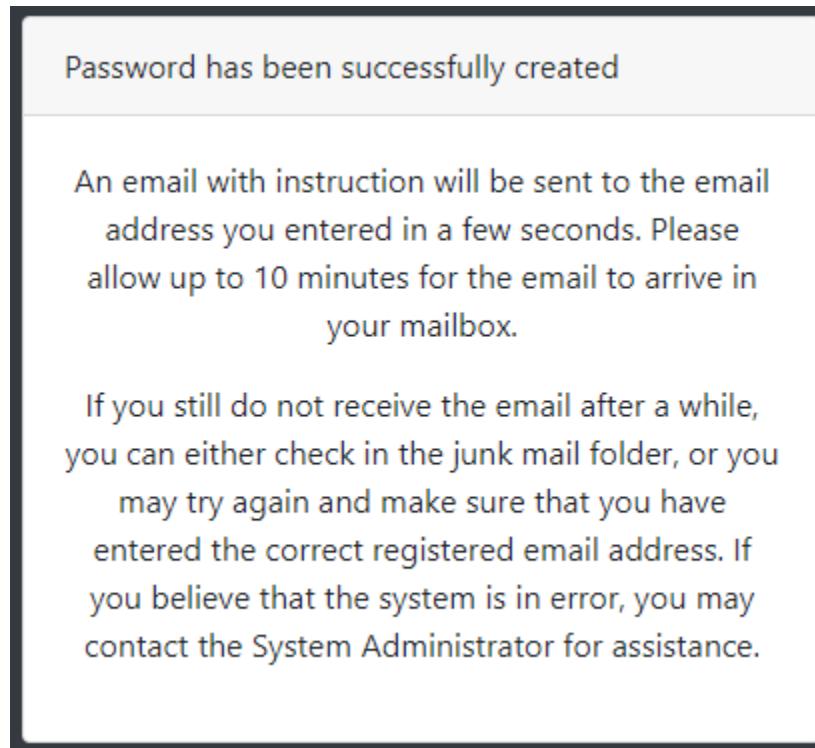 Password has been successfully created
An email with instruction will be sent to the email
address you entered in a few seconds. Please
allow up to 10 minutes for the email to arrive in
your mailbox.
If you still do not receive the email after a while,
you can either check in the junk mail folder, or you
may try again and make sure that you have
entered the correct registered email address. If
you believe that the system is in error, you may
contact the System Administrator for assistance.